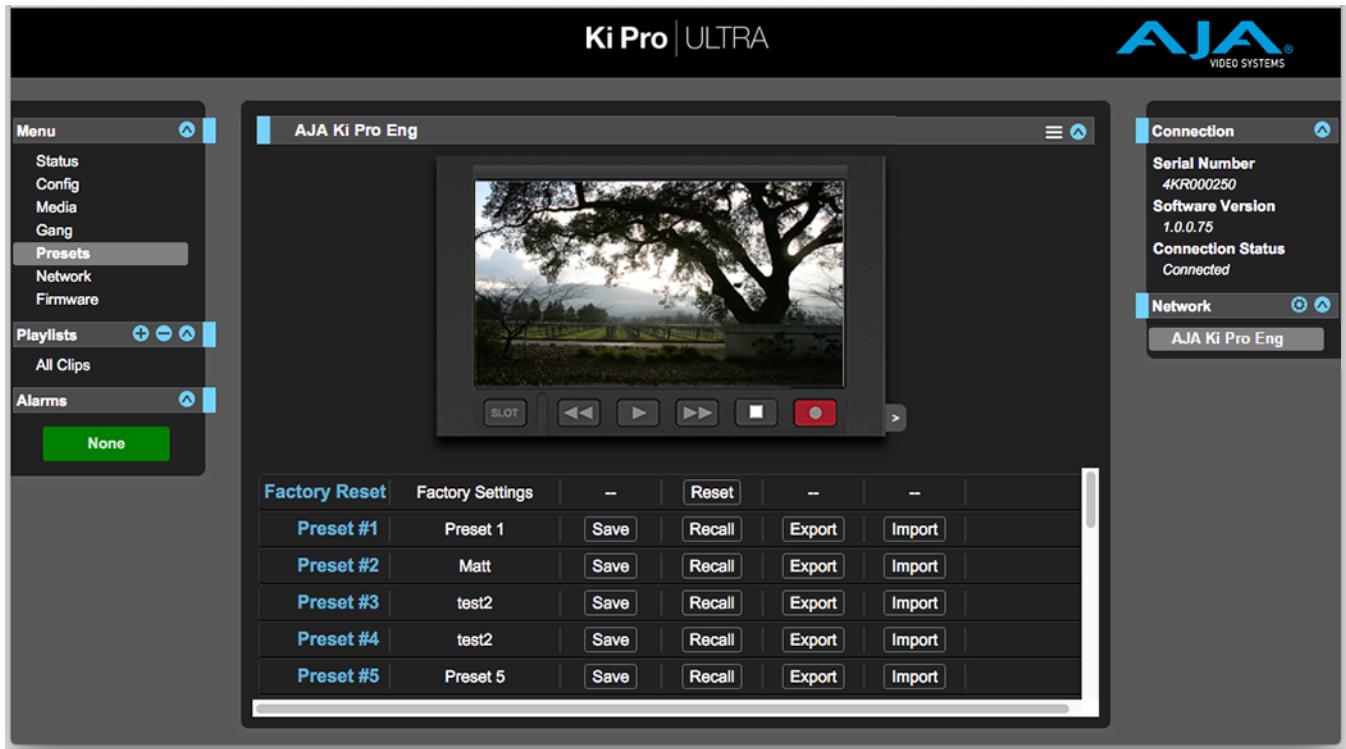 Ki Pro ULTRA
AJA
VIDEO SYSTEMS
Menu
Status
Config
Media
Gang
Presets
Network
Firmware
Playlists
All Clips
Alarms
None
AJA Ki Pro Eng
SLOT
>
Factory Reset Factory Settings -- Reset -- --
Preset #1 Preset 1 Save Recall Export Import
Preset #2 Matt Save Recall Export Import
Preset #3 test2 Save Recall Export Import
Preset #4 test2 Save Recall Export Import
Preset #5 Preset 5 Save Recall Export Import
Connection
Serial Number
4KR000250
Software Version
1.0.0.75
Connection Status
Connected
Network
AJA Ki Pro Eng